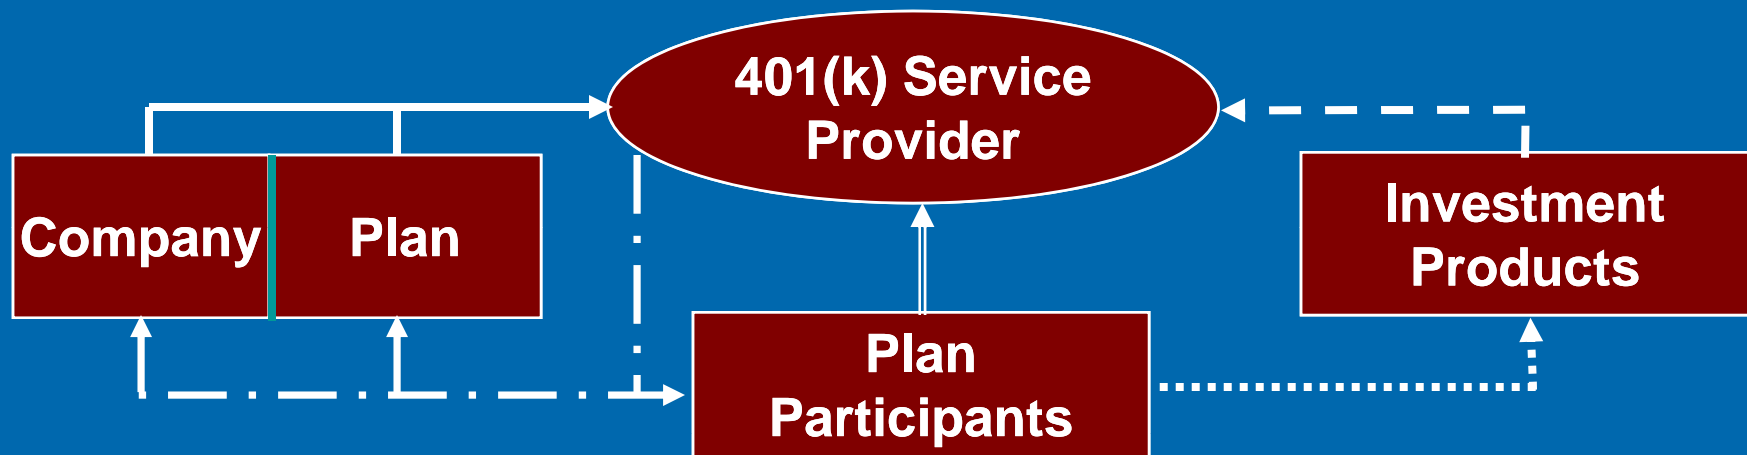 401(k) Service
Provider
Company
Plan
Investment
Products
Plan
Participants